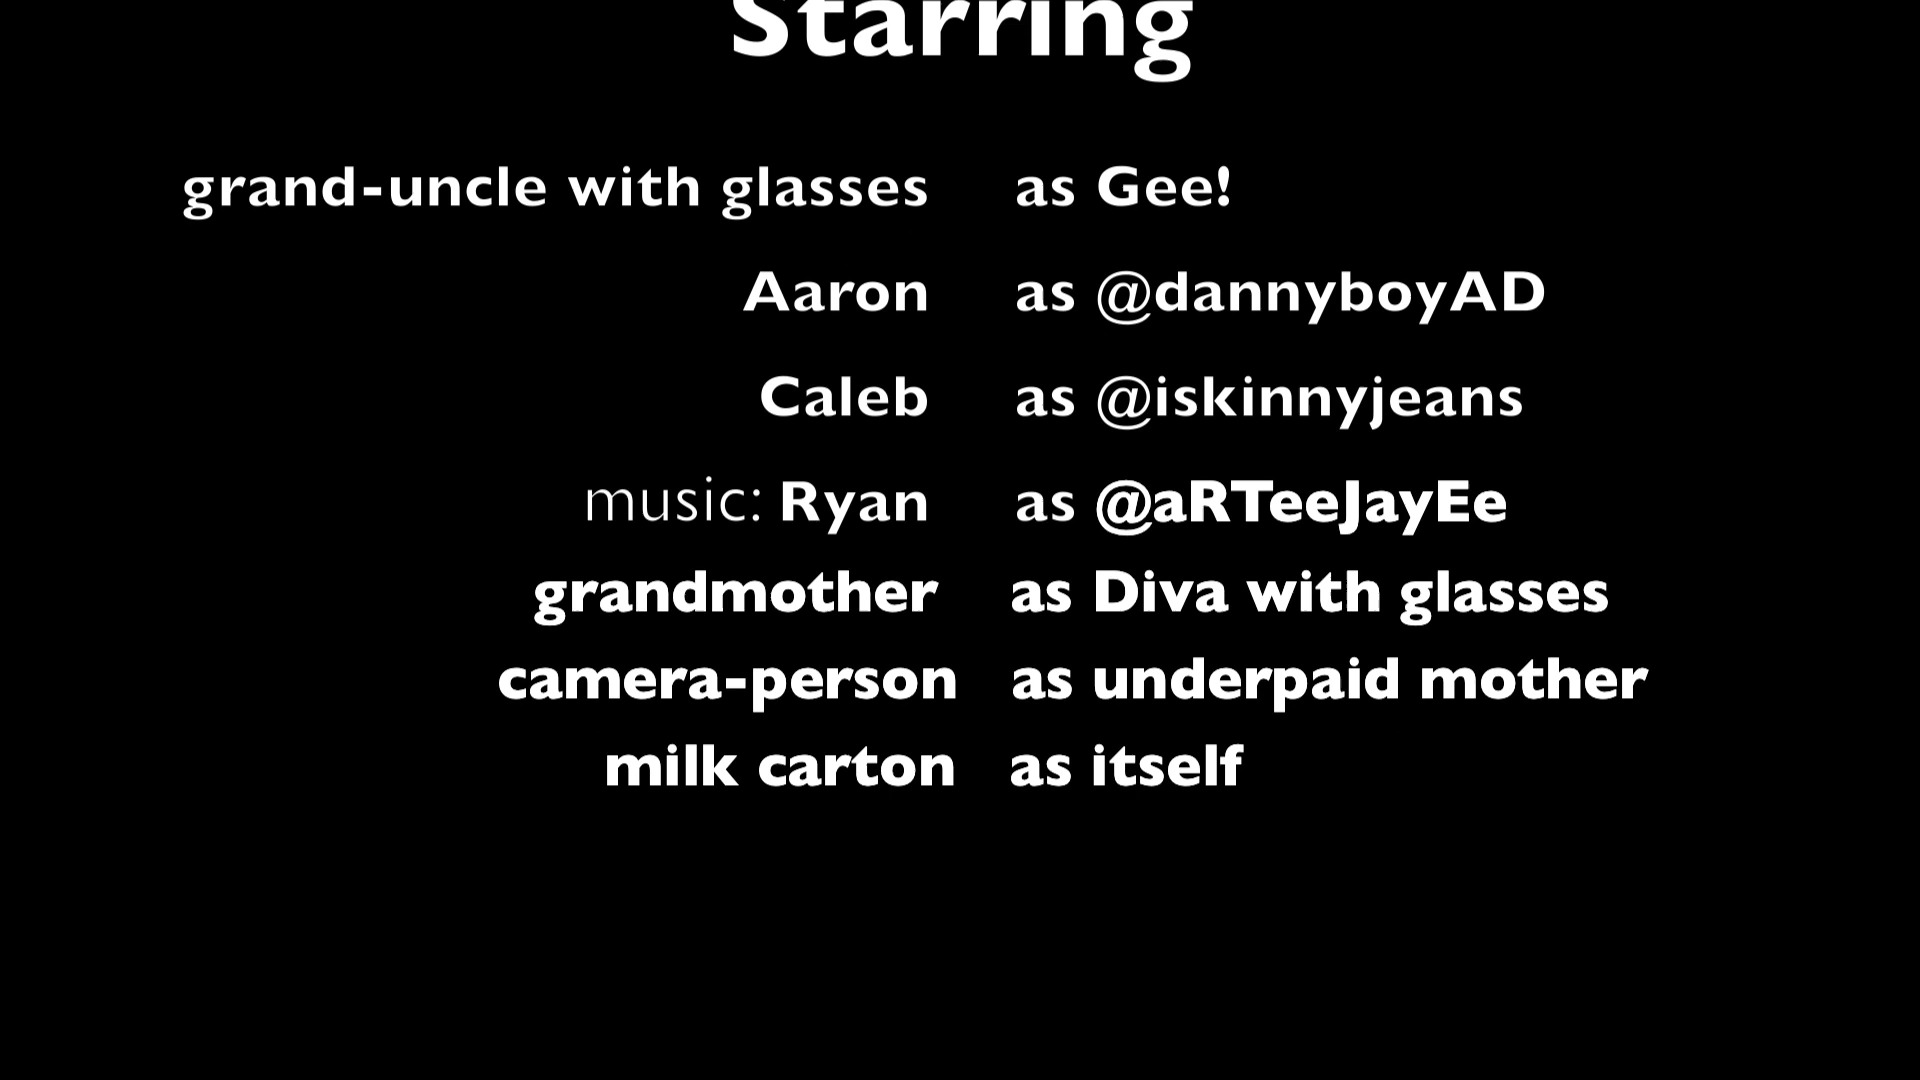 Starring
grand-uncle with glasses as Gee!
Aaron as @dannyboyAD
Caleb as @iskinnyjeans
music: Ryan as @aRTeeJayEe
grandmother as Diva with glasses
camera-person as underpaid mother
milk carton as itself